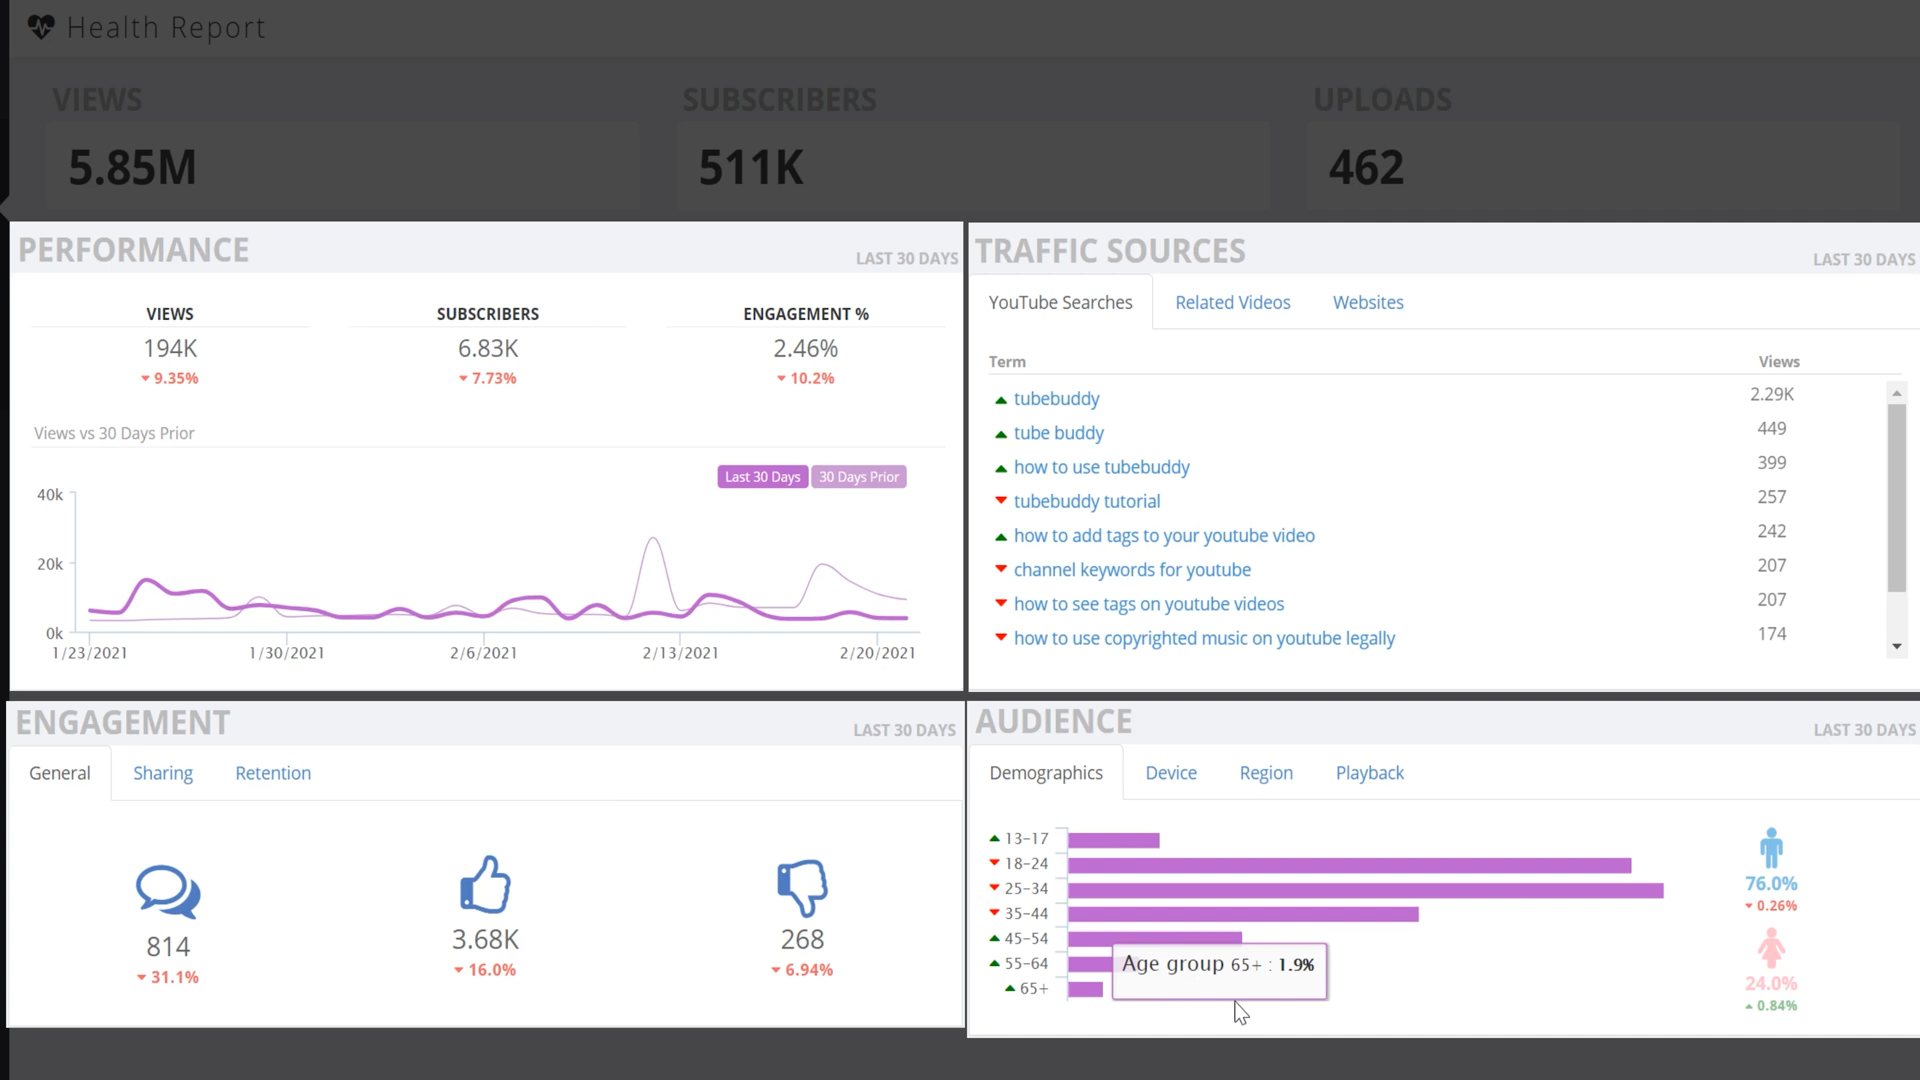 Health Report
VIEWS
SUBSCRIBERS
UPLOADS
5.85M
511K
462
PERFORMANCE
LAST 30 DAYS
VIEWS
SUBSCRIBERS
ENGAGEMENT %
194K
6.83K
2.46%
9.35%
7.73%
10.2%
Views vs 30 Days Prior
Last 30 Days
30 Days Prior
40k
20k
0k
1/23/2021
1/30/2021
2/6/2021
2/13/2021
2/20/2021
TRAFFIC SOURCES
LAST 30 DAYS
YouTube Searches
Related Videos
Websites
Term
Views
tubebuddy
2.29K
tube buddy
449
how to use tubebuddy
399
tubebuddy tutorial
257
how to add tags to your youtube video
242
channel keywords for youtube
207
how to see tags on youtube videos
207
how to use copyrighted music on youtube legally
174
ENGAGEMENT
LAST 30 DAYS
General
Sharing
Retention
814
3.68K
268
31.1%
16.0%
6.94%
AUDIENCE
LAST 30 DAYS
Demographics
Device
Region
Playback
13-17
18-24
25-34
35-44
45-54
55-64
65+
Age group 65+ : 1.9%
76.0%
0.26%
24.0%
0.84%